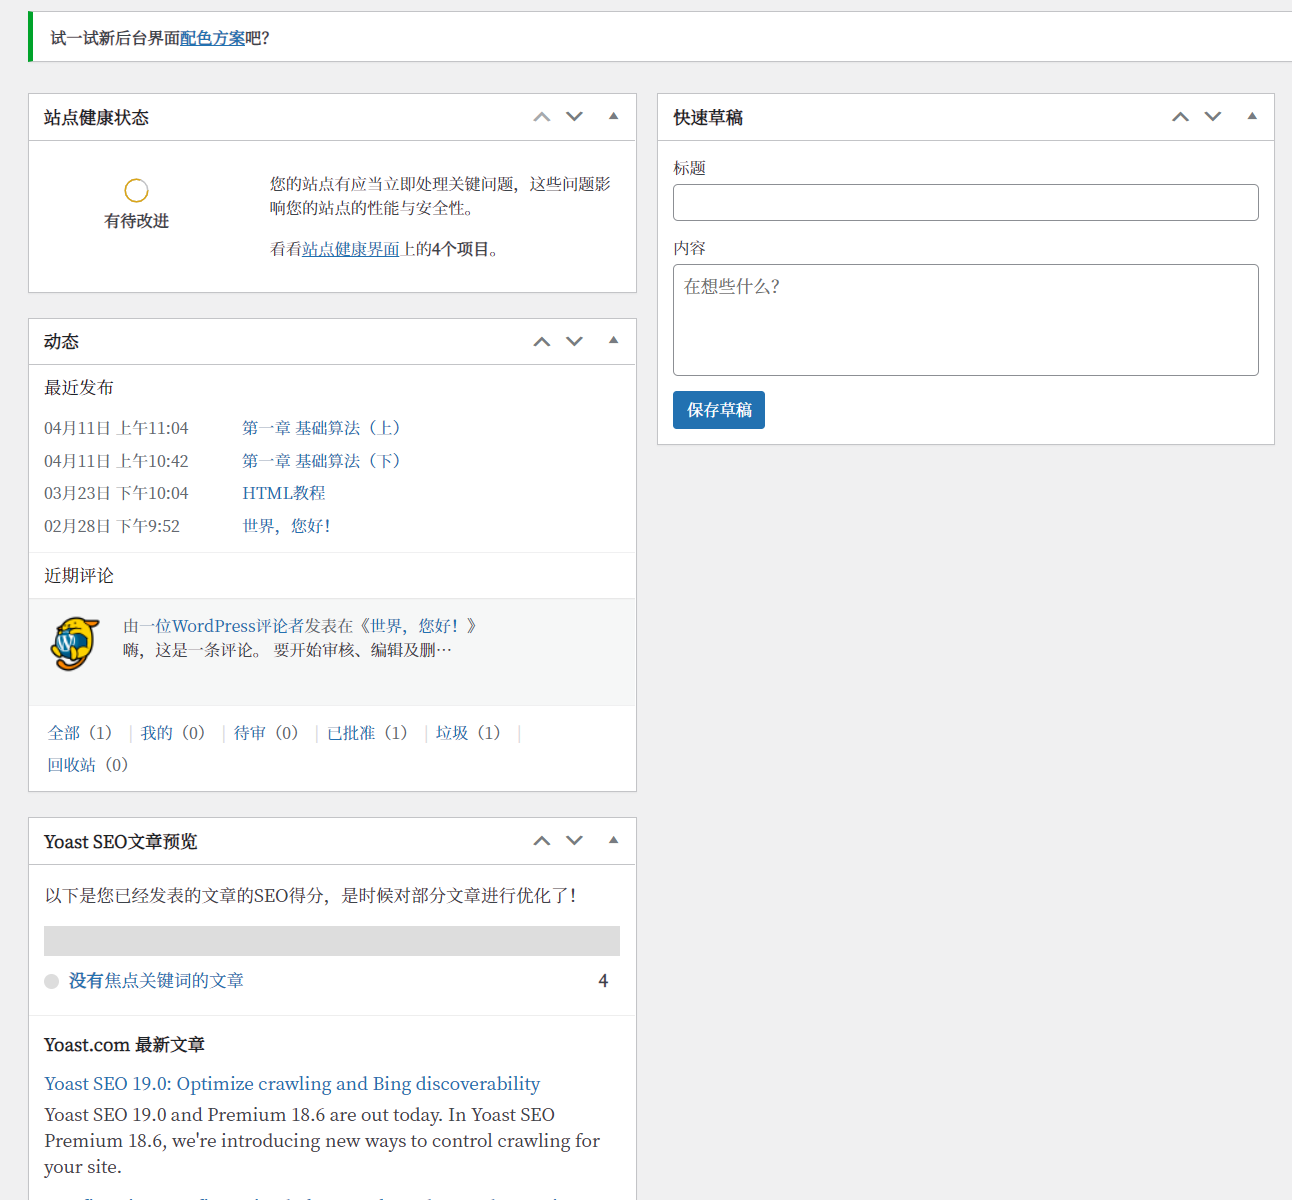 试一试新后台界面配色方案吧？
站点健康状态
有待改进
您的站点有应当立即处理关键问题，这些问题影
响您的站点的性能与安全性。
看看站点健康界面上的4个项目。
动态
最近发布
04月11日 上午11:04 第一章 基础算法（上）
04月11日 上午10:42 第一章 基础算法（下）
03月23日 下午10:04 HTML教程
02月28日 下午9:52 世界，您好！
近期评论
由一位WordPress评论者发表在《世界，您好！》
嗨，这是一条评论。 要开始审核、编辑及删…
全部（1） | 我的（0） | 待审（0） | 已批准（1） | 垃圾（1） |
回收站（0）
Yoast SEO文章预览
以下是您已经发表的文章的SEO得分，是时候对部分文章进行优化了！
没有焦点关键词的文章 4
Yoast.com 最新文章
Yoast SEO 19.0: Optimize crawling and Bing discoverability
Yoast SEO 19.0 and Premium 18.6 are out today. In Yoast SEO
Premium 18.6, we're introducing new ways to control crawling for
your site.
快速草稿
标题
内容
在想些什么？
保存草稿